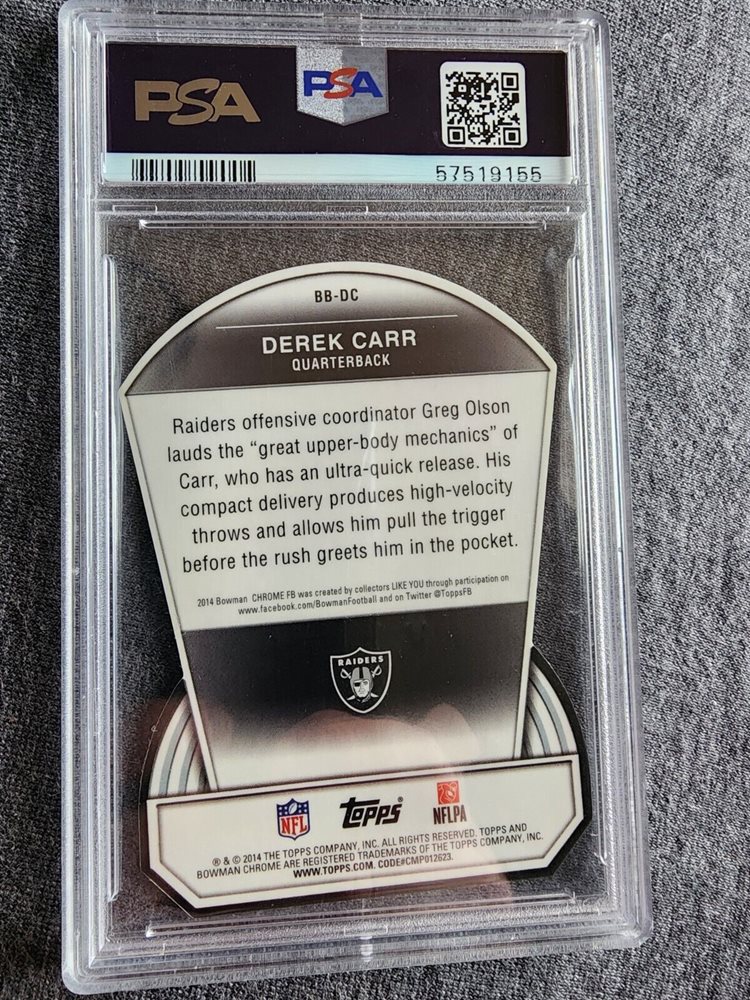 PSA
PSA
57519155
BB-DC
DEREK CARR
QUARTERBACK
Raiders offensive coordinator Greg Olson
lauds the "great upper-body mechanics" of
Carr, who has an ultra-quick release. His
compact delivery produces high-velocity
throws and allows him pull the trigger
before the rush greets him in the pocket.
2014 Bowman CHROME FB was created by collectors LIKE YOU through participation on
www.facebook.com/BowmanFootball and on Twitter @ToppsFB
RAIDERS
NFL
topps®
NFLPA
® & © 2014 THE TOPPS COMPANY, INC. ALL RIGHTS RESERVED. TOPPS AND
BOWMAN CHROME ARE REGISTERED TRADEMARKS OF THE TOPPS COMPANY, INC.
WWW.TOPPS.COM. CODE#CMP012623.